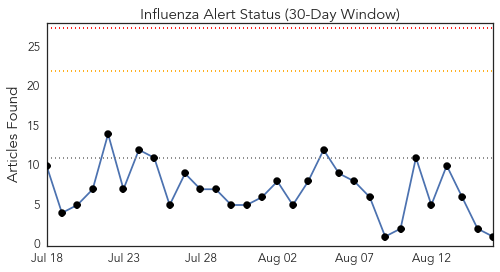 Influenza Alert Status (30-Day Window)
Articles Found
25
20
15
10
5
0
Jul 18 Jul 23 Jul 28 Aug 02 Aug 07 Aug 12